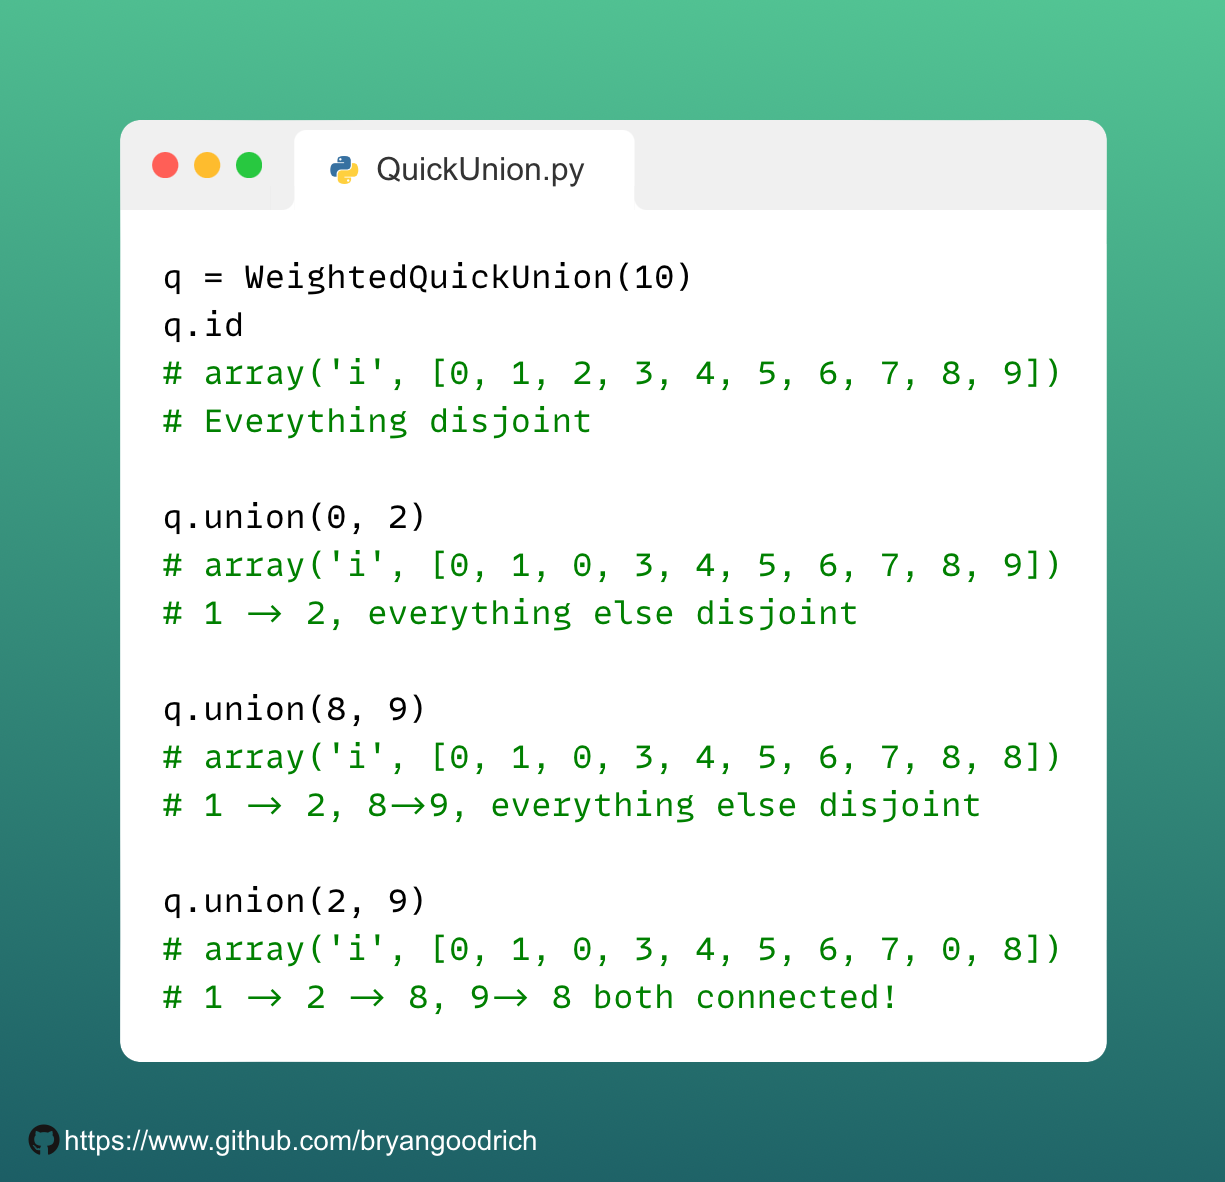 QuickUnion.py
q = WeightedQuickUnion(10)
q.id
# array('i', [0, 1, 2, 3, 4, 5, 6, 7, 8, 9])
# Everything disjoint
q.union(0, 2)
# array('i', [0, 1, 0, 3, 4, 5, 6, 7, 8, 9])
# 1 -> 2, everything else disjoint
q.union(8, 9)
# array('i', [0, 1, 0, 3, 4, 5, 6, 7, 8, 8])
# 1 -> 2, 8->9, everything else disjoint
q.union(2, 9)
# array('i', [0, 1, 0, 3, 4, 5, 6, 7, 0, 8])
# 1 -> 2 -> 8, 9-> 8 both connected!
https://www.github.com/bryangoodrich